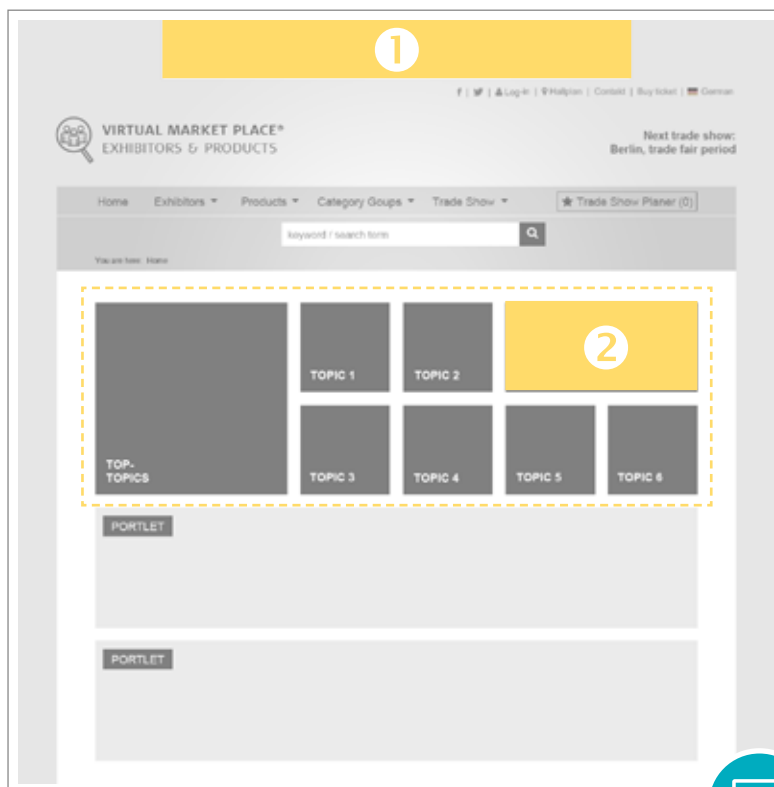 1
f | | Log-in | Hallplan | Contakt | Buy ticket | German
VIRTUAL MARKET PLACE®
EXHIBITORS & PRODUCTS
Next trade show:
Berlin, trade fair period
Home Exhibitors Products Category Goups Trade Show Trade Show Planer (0)
keyword / search term
You are here: Home
2
TOPIC 1 TOPIC 2
TOP-
TOPICS
TOPIC 3 TOPIC 4 TOPIC 5 TOPIC 6
PORTLET
PORTLET